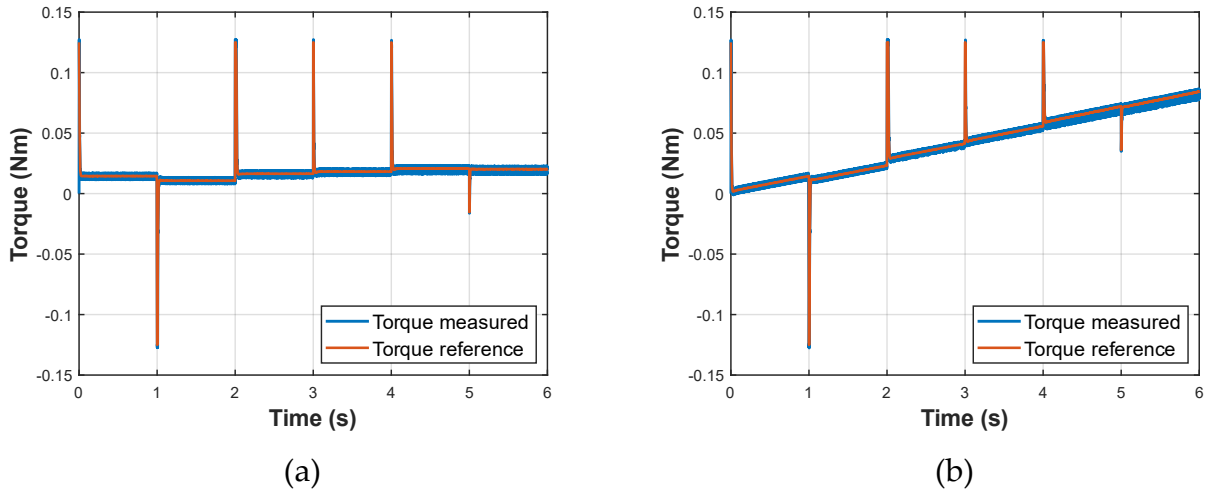 0.15
0.1
0.05
0
-0.05
-0.1
-0.15
Torque (Nm)
Torque measured
Torque reference
0 1 2 3 4 5 6
Time (s)
(a)
0.15
0.1
0.05
0
-0.05
-0.1
-0.15
Torque (Nm)
Torque measured
Torque reference
0 1 2 3 4 5 6
Time (s)
(b)